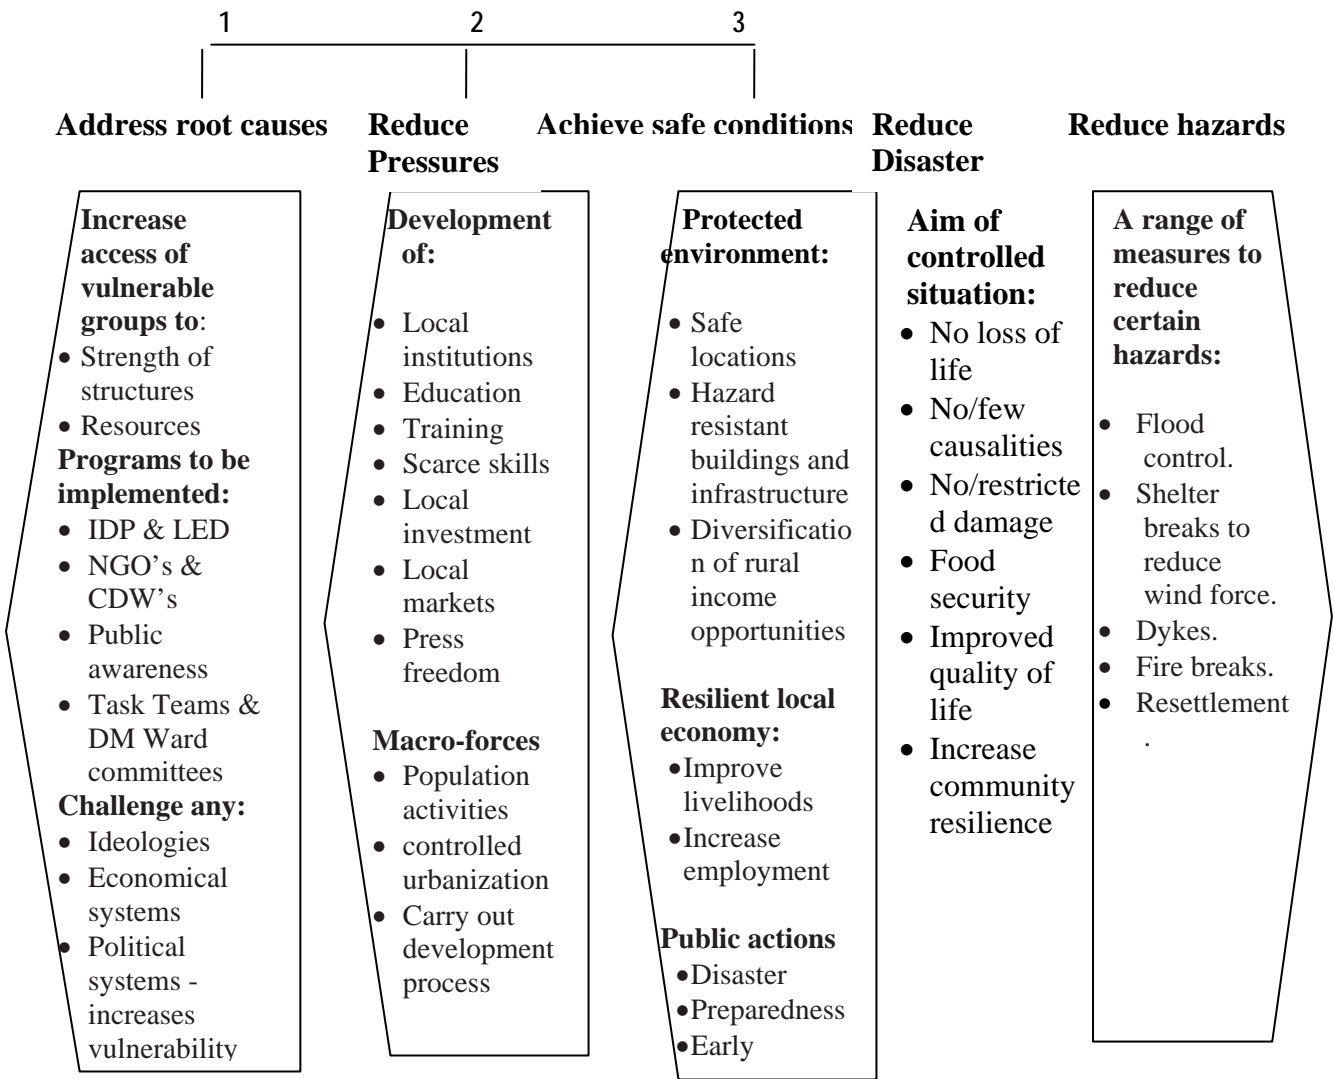 1 2 3
Address root causes
Reduce
Pressures
Achieve safe conditions
Reduce
Disaster
Reduce hazards
Increase
access of
vulnerable
groups to:
• Strength of
structures
• Resources
Programs to be
implemented:
• IDP & LED
• NGO’s &
CDW’s
• Public
awareness
• Task Teams &
DM Ward
committees
Challenge any:
• Ideologies
• Economical
systems
• Political
systems -
increases
vulnerability
Development
of:
• Local
institutions
• Education
• Training
• Scarce skills
• Local
investment
• Local
markets
• Press
freedom
Macro-forces
• Population
activities
• controlled
urbanization
• Carry out
development
process
Protected
environment:
• Safe
locations
• Hazard
resistant
buildings and
infrastructure
• Diversificatio
n of rural
income
opportunities
Resilient local
economy:
•Improve
livelihoods
•Increase
employment
Public actions
•Disaster
•Preparedness
•Early
Aim of
controlled
situation:
• No loss of
life
• No/few
causalities
• No/restricte
d damage
• Food
security
• Improved
quality of
life
• Increase
community
resilience
A range of
measures to
reduce
certain
hazards:
• Flood
control.
• Shelter
breaks to
reduce
wind force.
• Dykes.
• Fire breaks.
• Resettlement
.